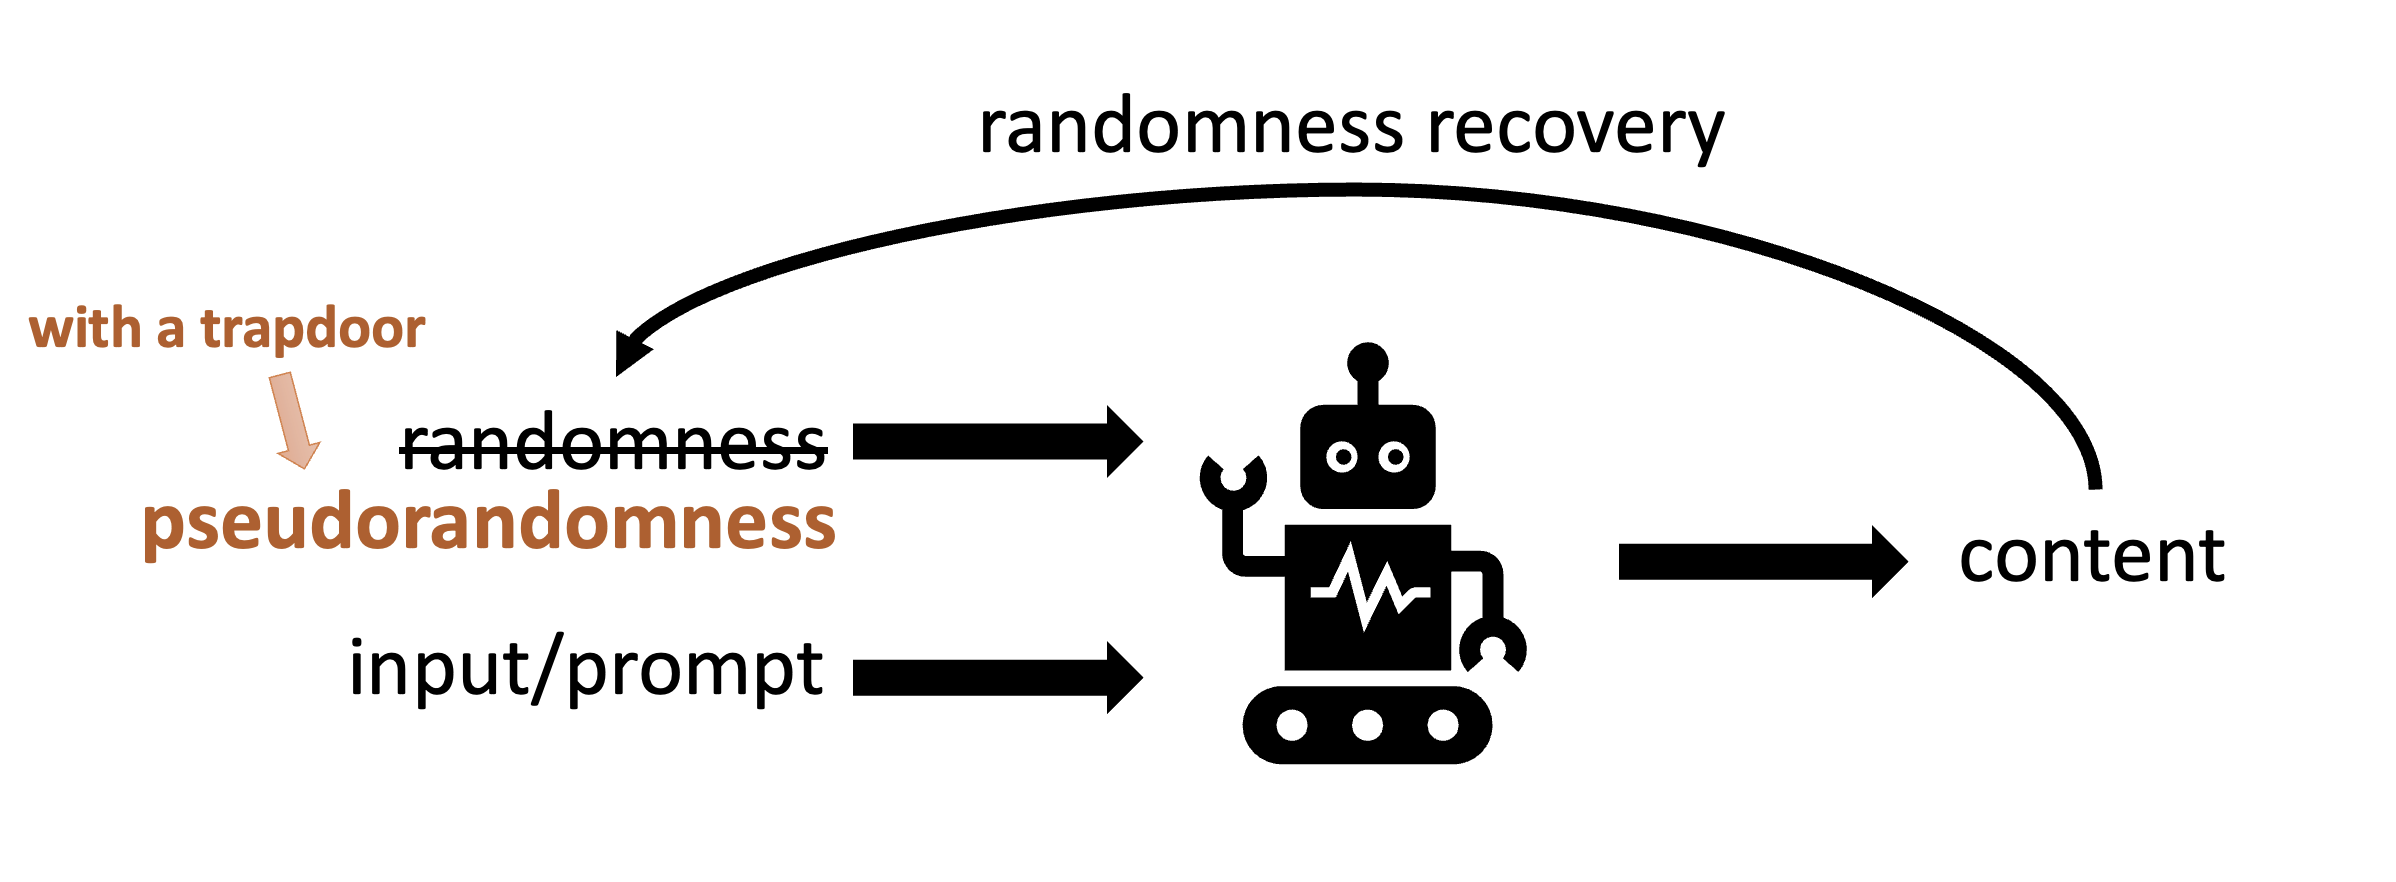 randomness recovery
with a trapdoor
randomness
pseudorandomness
input/prompt
content